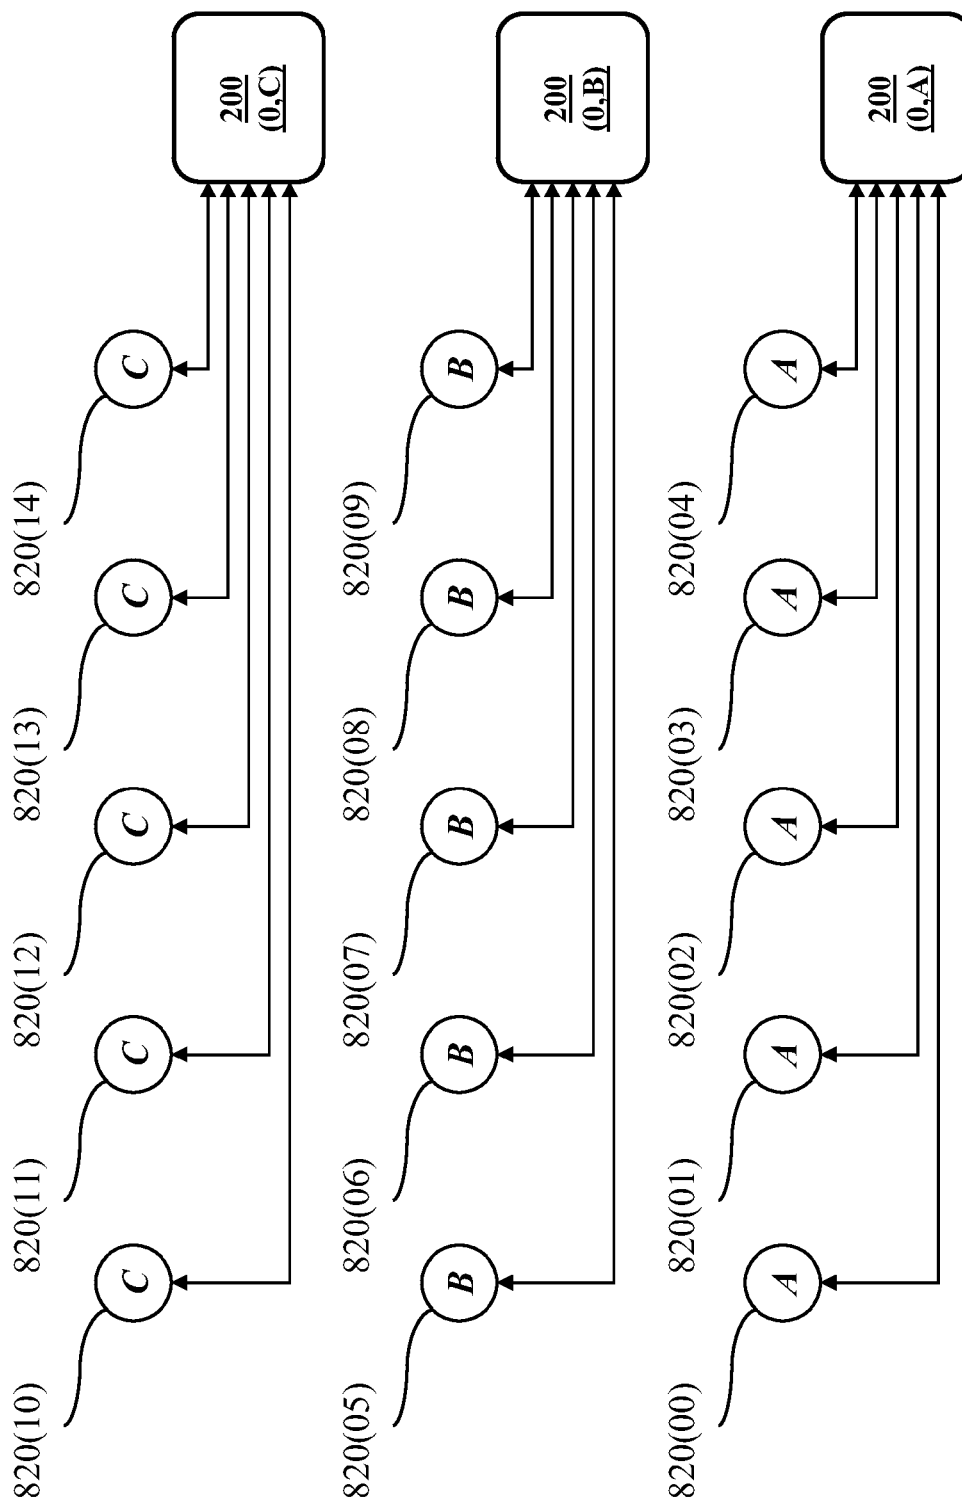 820(10)
820(11)
820(12)
820(13)
820(14)
C
C
C
C
C
200
(0,C)
820(05)
820(06)
820(07)
820(08)
820(09)
B
B
B
B
B
200
(0,B)
820(00)
820(01)
820(02)
820(03)
820(04)
A
A
A
A
A
200
(0,A)